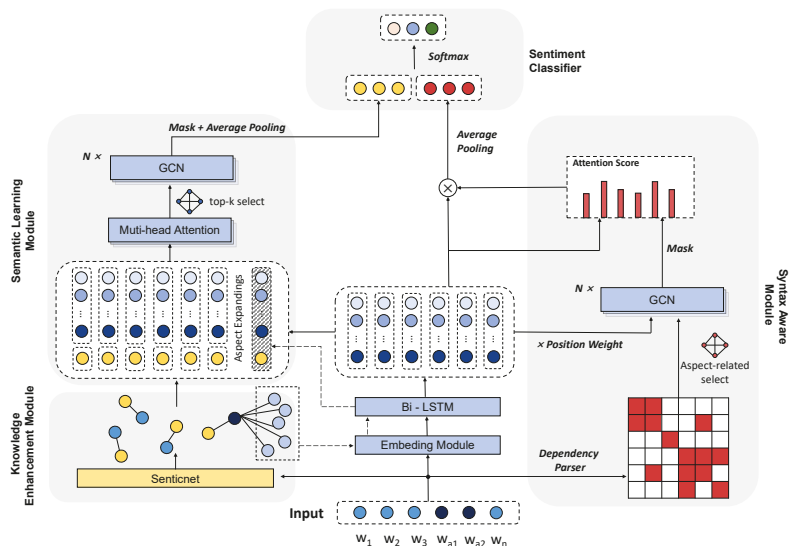 Sentiment
Classifier
Softmax
Mask + Average Pooling
Average
Pooling
N ×
GCN
top-k select
Muti-head Attention
Semantic Learning
Module
Aspect Expandings
Attention Score
Mask
N ×
GCN
Syntax Aware
Module
× Position Weight
Aspect-related
select
Bi - LSTM
Embeding Module
Knowledge
Enhancement Module
Senticnet
Dependency
Parser
Input
w1 w2 w3 wa1 wa2 wn